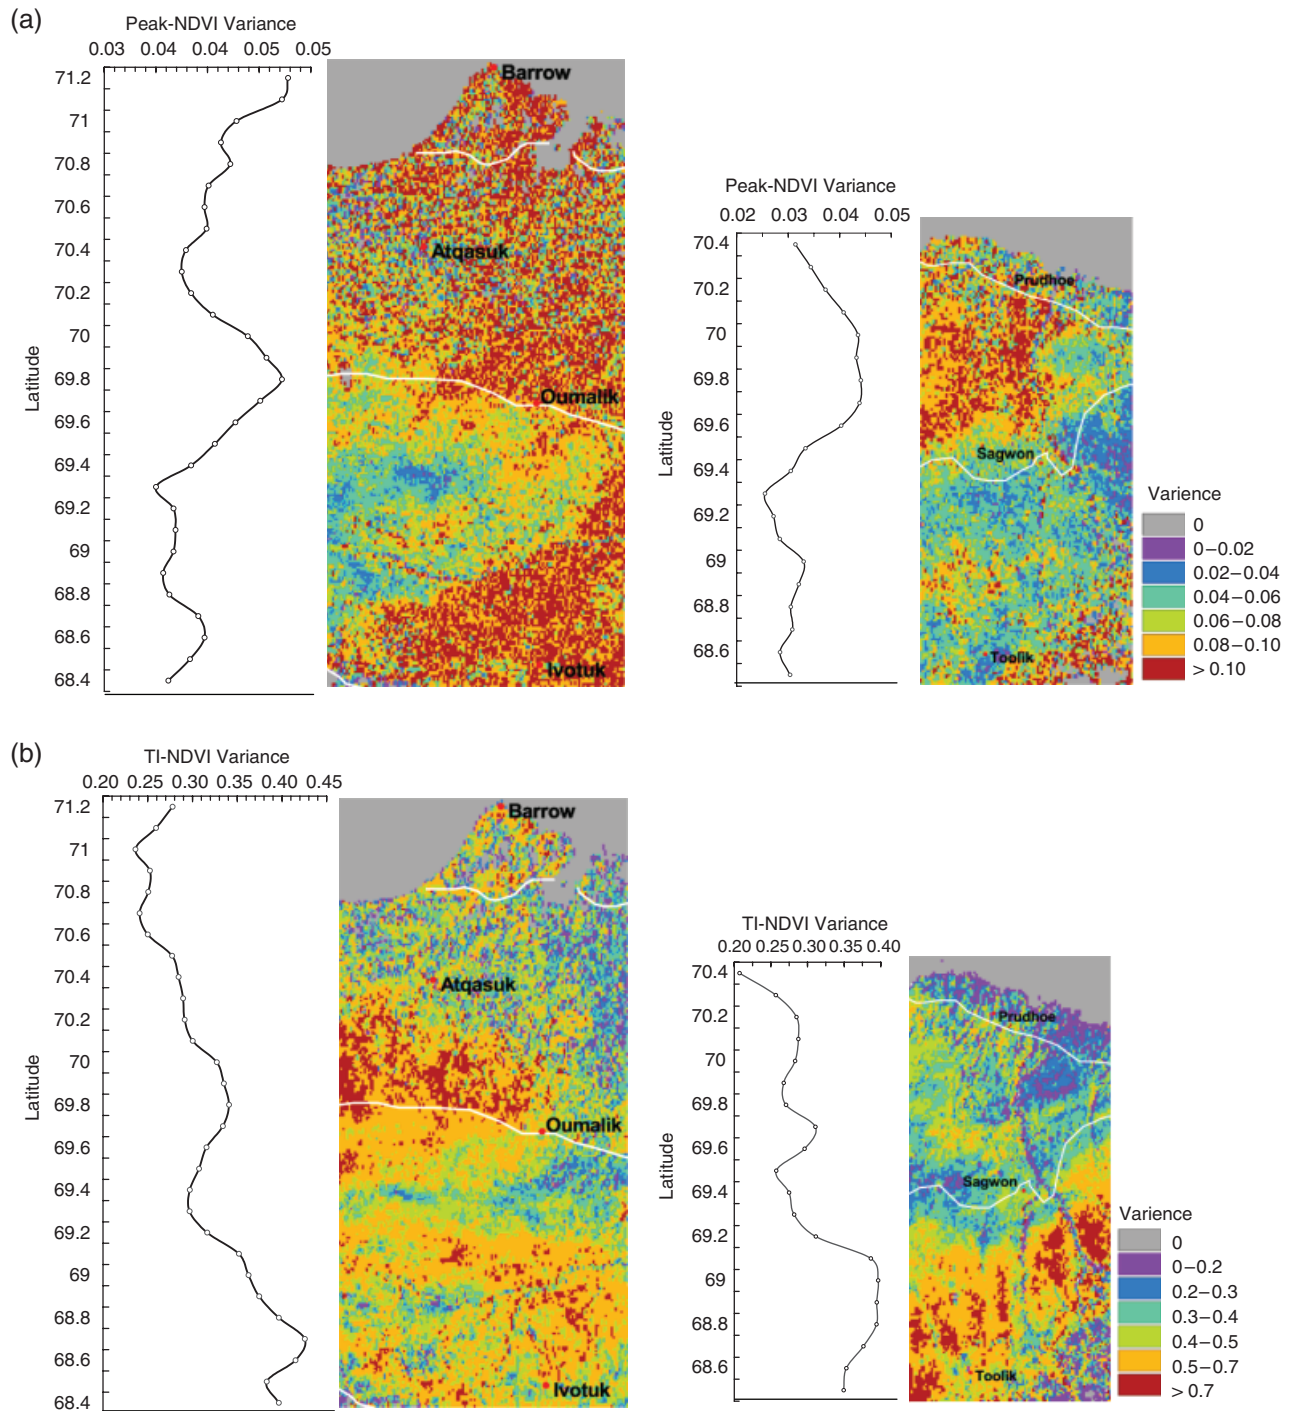 (a)
Peak-NDVI Variance
0.03 0.04 0.04 0.05 0.05
Latitude
71.2
71
70.8
70.6
70.4
70.2
70
69.8
69.6
69.4
69.2
69
68.8
68.6
68.4
Barrow
Atqasuk
Oumalik
Ivotuk
Peak-NDVI Variance
0.02 0.03 0.04 0.05
Latitude
70.4
70.2
70
69.8
69.6
69.4
69.2
69
68.8
68.6
Prudhoe
Sagwon
Toolik
Varience
0
0–0.02
0.02–0.04
0.04–0.06
0.06–0.08
0.08–0.10
> 0.10
(b)
TI-NDVI Variance
0.20 0.25 0.30 0.35 0.40 0.45
Latitude
71.2
71
70.8
70.6
70.4
70.2
70
69.8
69.6
69.4
69.2
69
68.8
68.6
68.4
Barrow
Atqasuk
Oumalik
Ivotuk
TI-NDVI Variance
0.20 0.25 0.30 0.35 0.40
Latitude
70.4
70.2
70
69.8
69.6
69.4
69.2
69
68.8
68.6
Prudhoe
Sagwon
Toolik
Varience
0
0–0.2
0.2–0.3
0.3–0.4
0.4–0.5
0.5–0.7
> 0.7